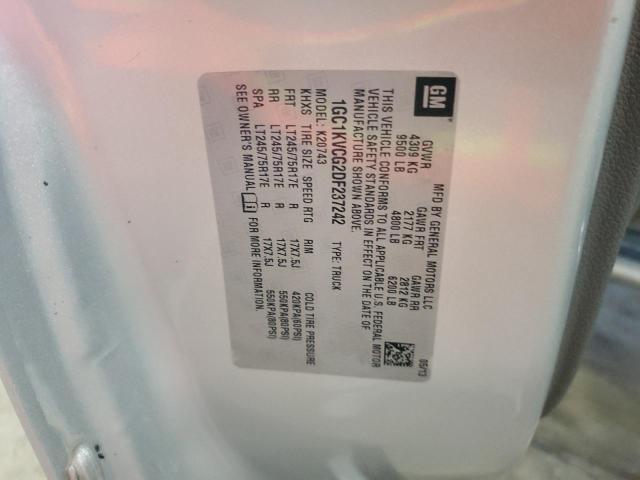 GM
MFD BY GENERAL MOTORS LLC 05/13
GVWR GAWR FRT GAWR RR
4309 KG 2177 KG 2812 KG
9500 LB 4800 LB 6200 LB
THIS VEHICLE CONFORMS TO ALL APPLICABLE U.S. FEDERAL MOTOR
VEHICLE SAFETY STANDARDS IN EFFECT ON THE DATE OF
MANUFACTURE SHOWN ABOVE.
1GC1KVCG2DF237242 TYPE: TRUCK
MODEL: K20743
KHXS TIRE SIZE SPEED RTG RIM COLD TIRE PRESSURE
FRT LT245/75R17E R 17X7.5J 420KPA(60PSI)
RR LT245/75R17E R 17X7.5J 550KPA(80PSI)
SPA LT245/75R17E R 17X7.5J 550KPA(80PSI)
SEE OWNER'S MANUAL FOR MORE INFORMATION.